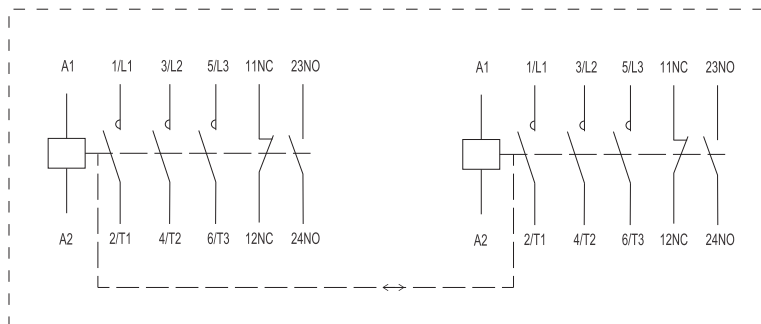 A1 1/L1 3/L2 5/L3 11NC 23NO A1 1/L1 3/L2 5/L3 11NC 23NO
A2 2/T1 4/T2 6/T3 12NC 24NO A2 2/T1 4/T2 6/T3 12NC 24NO